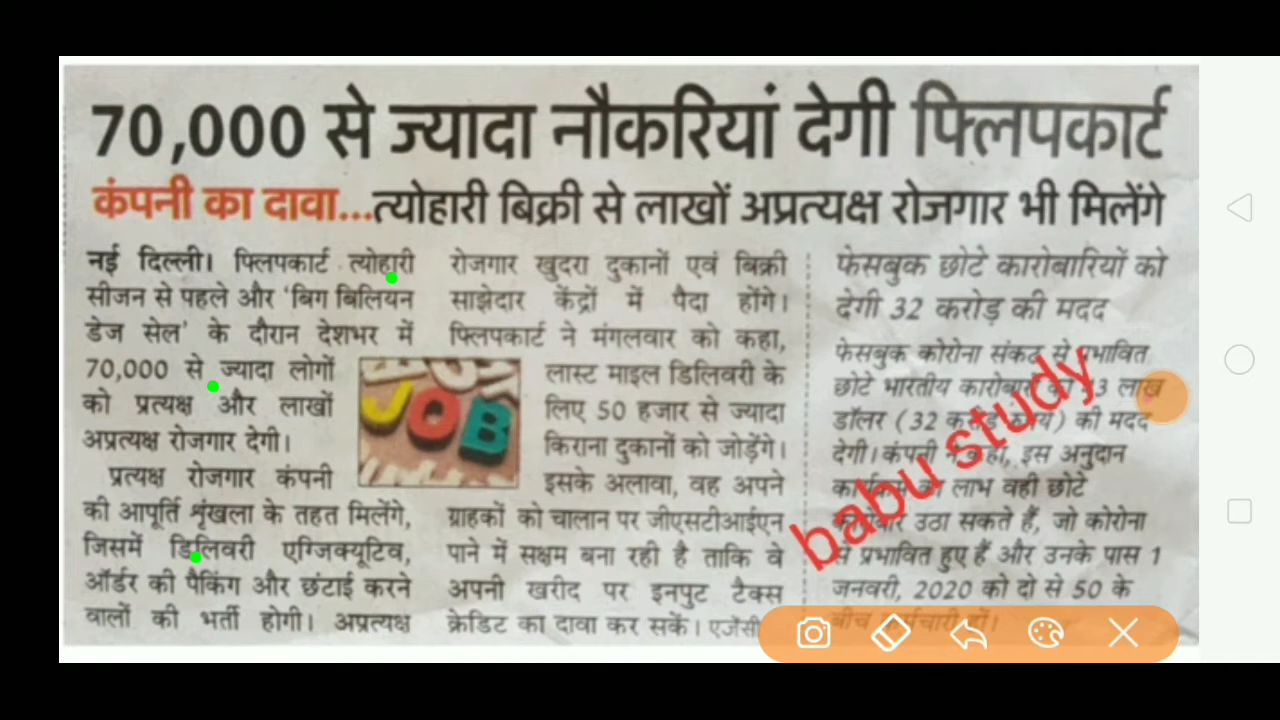 70,000 से ज्यादा नौकरियां देगी फ्लिपकार्ट
कंपनी का दावा...त्योहारी बिक्री से लाखों अप्रत्यक्ष रोजगार भी मिलेंगे
नई दिल्ली। फ्लिपकार्ट त्योहारी
सीजन से पहले और 'बिग बिलियन
डेज सेल' के दौरान देशभर में
70,000 से ज्यादा लोगों
को प्रत्यक्ष और लाखों
अप्रत्यक्ष रोजगार देगी।
प्रत्यक्ष रोजगार कंपनी
की आपूर्ति शृंखला के तहत मिलेंगे,
जिसमें डिलिवरी एग्जिक्यूटिव,
ऑर्डर की पैकिंग और छंटाई करने
वालों की भर्ती होगी। अप्रत्यक्ष
JOB
रोजगार खुदरा दुकानों एवं बिक्री
साझेदार केंद्रों में पैदा होंगे।
फ्लिपकार्ट ने मंगलवार को कहा,
लास्ट माइल डिलिवरी के
लिए 50 हजार से ज्यादा
किराना दुकानों को जोड़ेंगे।
इसके अलावा, वह अपने
ग्राहकों को चालान पर जीएसटीआईएन
पाने में सक्षम बना रही है ताकि वे
अपनी खरीद पर इनपुट टैक्स
क्रेडिट का दावा कर सकें। एजेंसी
फेसबुक छोटे कारोबारियों को
देगी 32 करोड़ की मदद
फेसबुक कोरोना संकट से प्रभावित
छोटे भारतीय लाख
डॉलर (32 की मदद
देगी। कंपनी इस अनुदान
लाभ वही छोटे
उठा सकते हैं, जो कोरोना
से प्रभावित हुए हैं और उनके पास 1
जनवरी, 2020 को दो से 50 के
बीच
babu study